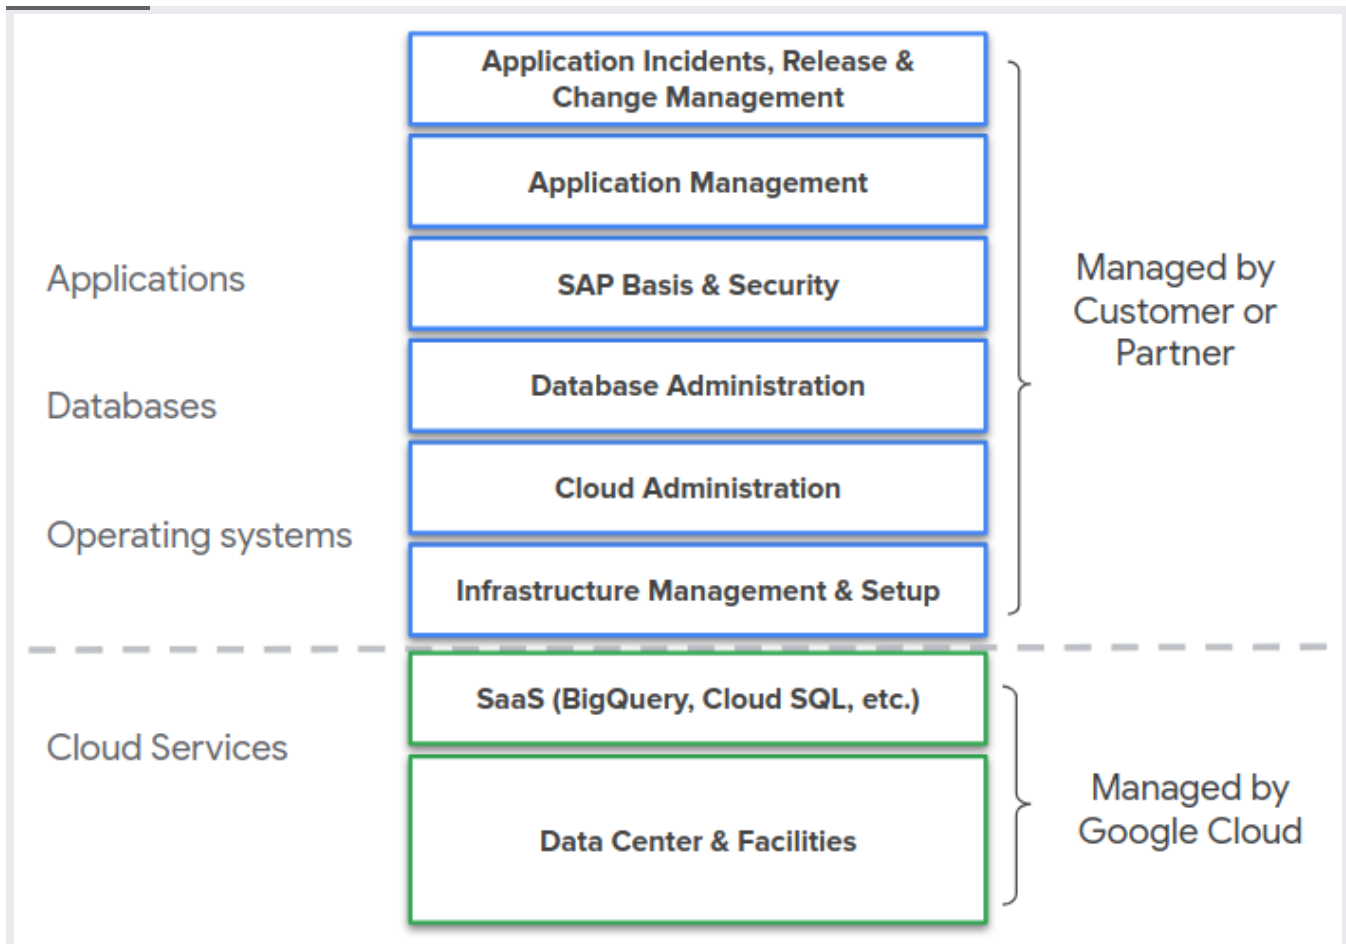 Application Incidents, Release &
Change Management
Application Management
SAP Basis & Security
Database Administration
Cloud Administration
Infrastructure Management & Setup
SaaS (BigQuery, Cloud SQL, etc.)
Data Center & Facilities
Applications
Databases
Operating systems
Cloud Services
Managed by
Customer or
Partner
Managed by
Google Cloud